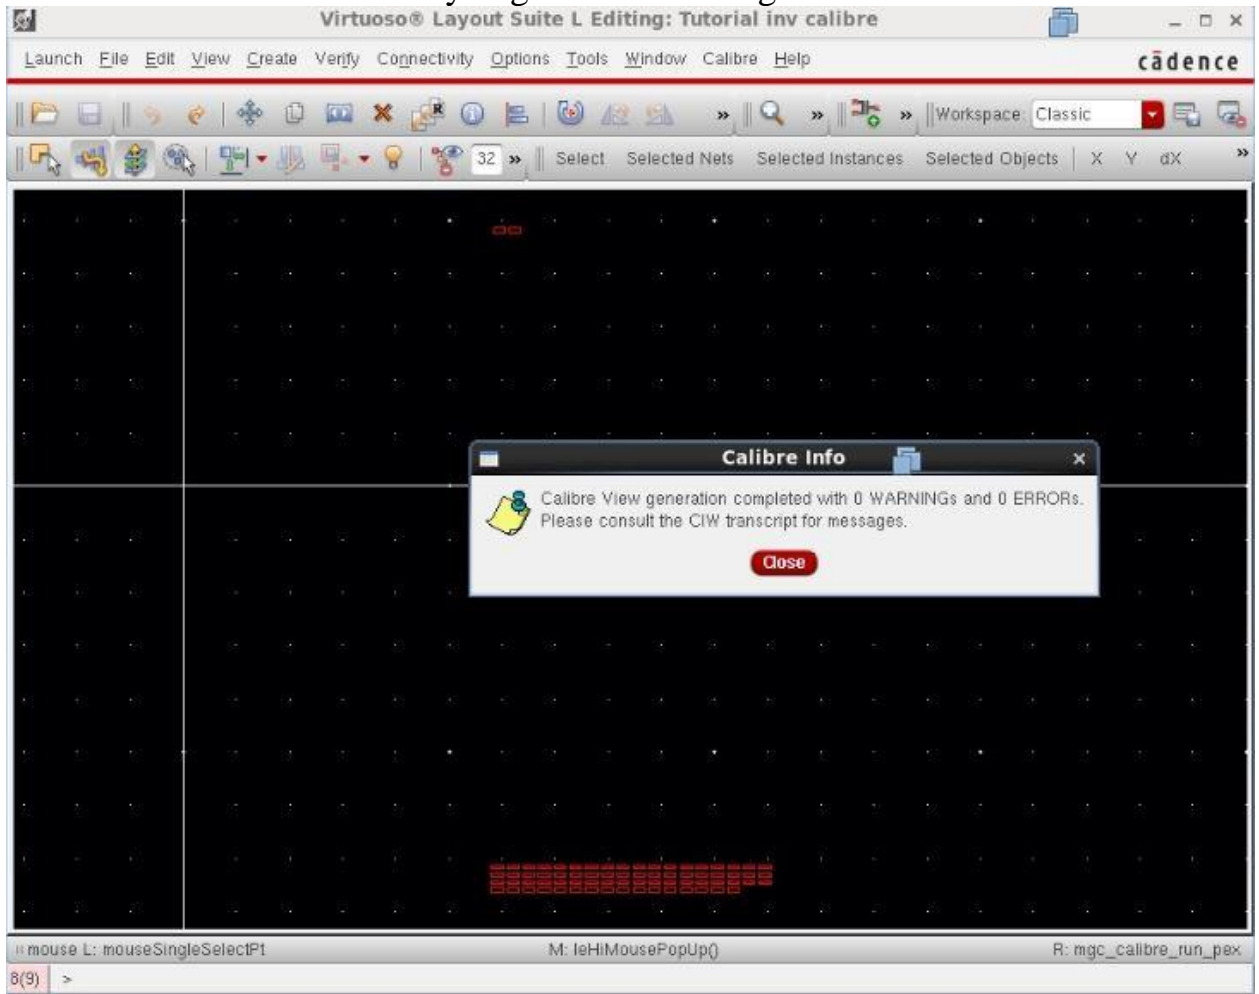 Virtuoso® Layout Suite L Editing: Tutorial inv calibre
Launch File Edit View Create Verify Connectivity Options Tools Window Calibre Help
cādence
R
» » » Workspace: Classic
32 » Select Selected Nets Selected Instances Selected Objects X Y dX »
Calibre Info
Calibre View generation completed with 0 WARNINGs and 0 ERRORs.
Please consult the CIW transcript for messages.
Close
mouse L: mouseSingleSelectPt M: leHiMousePopUp() R: mgc_calibre_run_pex
8(9) >